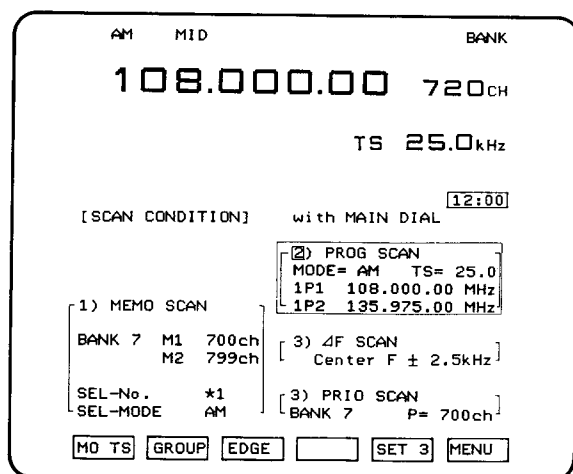 AM MID BANK
108.000.00 720CH
TS 25.0kHz
12:00
[SCAN CONDITION] with MAIN DIAL
2) PROG SCAN
MODE= AM TS= 25.0
1P1 108.000.00 MHz
1P2 135.975.00 MHz
1) MEMO SCAN
BANK 7 M1 700ch
M2 799ch
SEL-No. *1
SEL-MODE AM
3) ⊿F SCAN
Center F ± 2.5kHz
3) PRIO SCAN
BANK 7 P= 700ch
MO TS GROUP EDGE SET 3 MENU